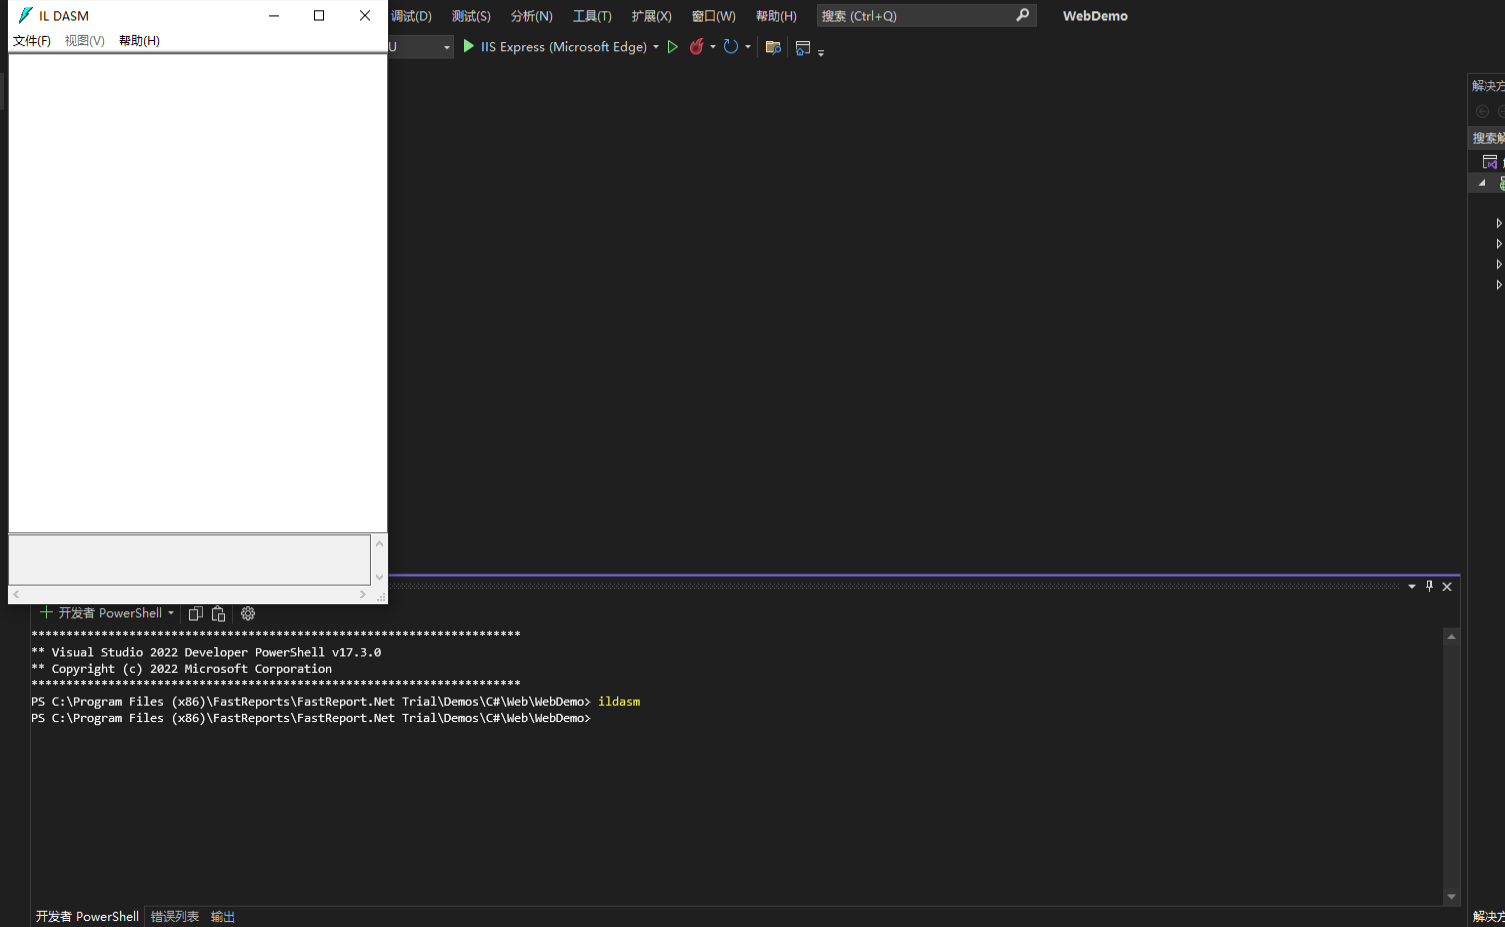 IL DASM
文件(F) 视图(V) 帮助(H)
调试(D) 测试(S) 分析(N) 工具(T) 扩展(X) 窗口(W) 帮助(H) 搜索 (Ctrl+Q) WebDemo
U IIS Express (Microsoft Edge)
解决方
搜索解
开发者 PowerShell
**********************************************************************
** Visual Studio 2022 Developer PowerShell v17.3.0
** Copyright (c) 2022 Microsoft Corporation
**********************************************************************
PS C:\Program Files (x86)\FastReports\FastReport.Net Trial\Demos\C#\Web\WebDemo> ildasm
PS C:\Program Files (x86)\FastReports\FastReport.Net Trial\Demos\C#\Web\WebDemo>
开发者 PowerShell 错误列表 输出
解决方